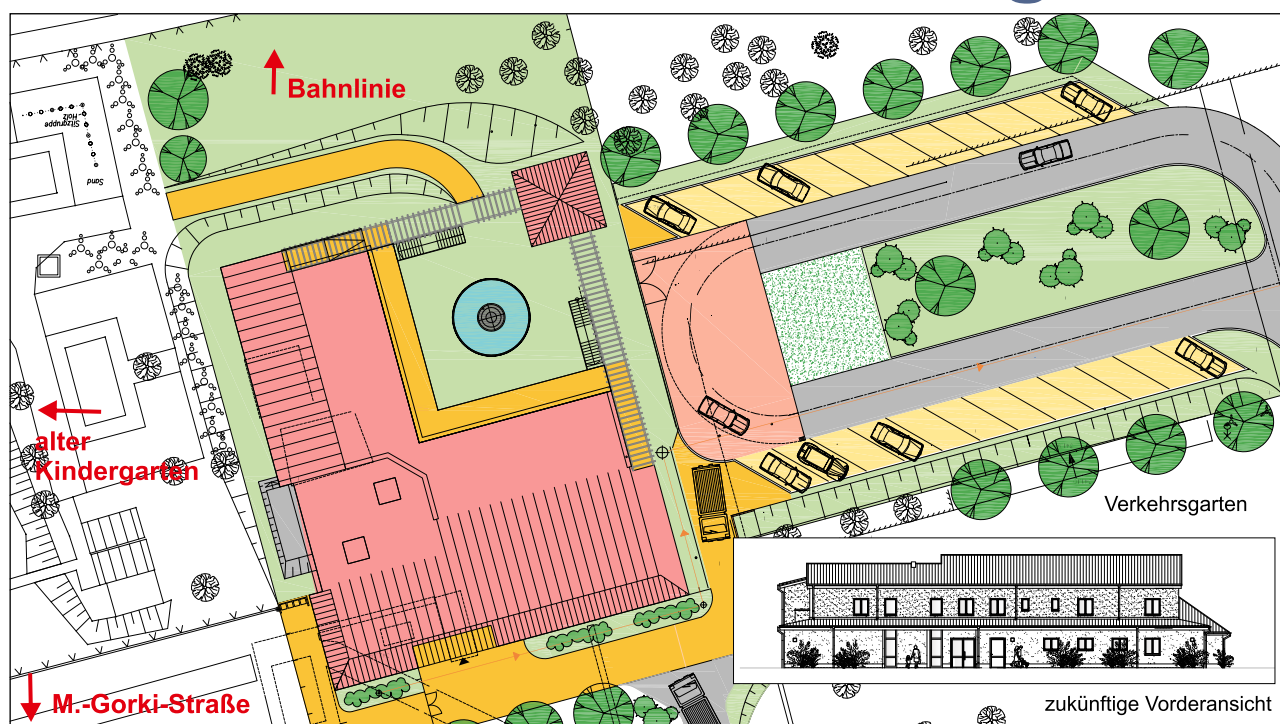 Bahnlinie
Sitzgruppe
- Holz
Sand
alter
Kindergarten
Verkehrsgarten
M.-Gorki-Straße
zukünftige Vorderansicht